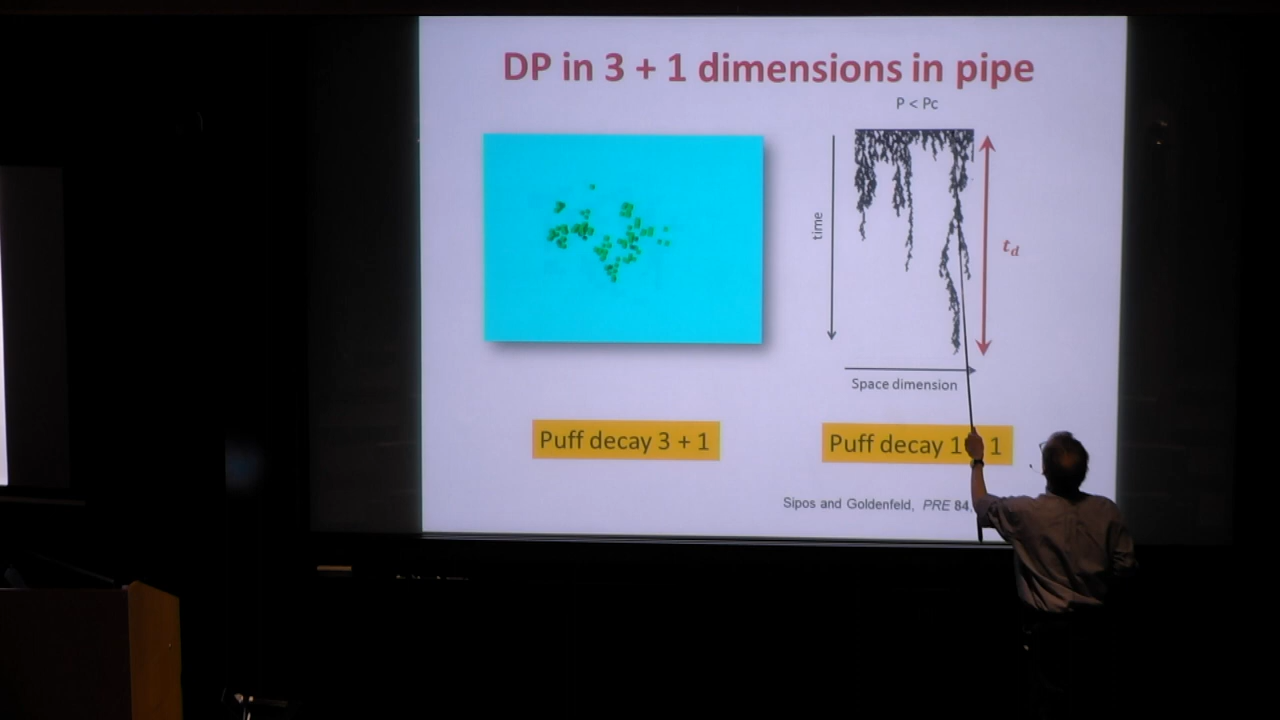 DP in 3 + 1 dimensions in pipe
P < Pc
time
t_d
Space dimension
Puff decay 3 + 1
Puff decay 1 1
Sipos and Goldenfeld, PRE 84,